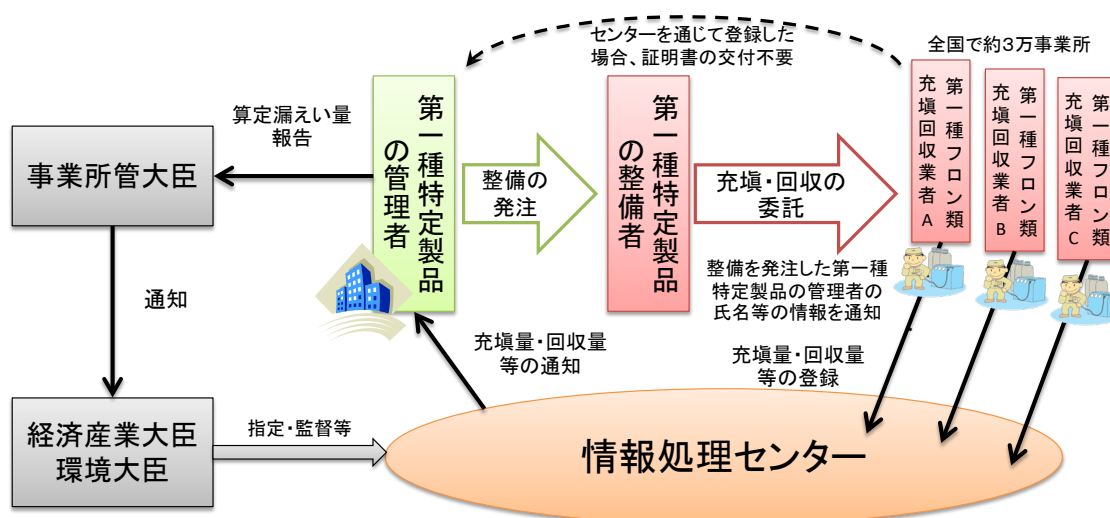 センターを通じて登録した
場合、証明書の交付不要
全国で約３万事業所
算定漏えい量
報告
事業所管大臣
第一種特定製品
の管理者
整備の
発注
第一種特定製品
の整備者
充塡・回収の
委託
第一種フロン類
充塡回収業者A
第一種フロン類
充塡回収業者B
第一種フロン類
充塡回収業者C
整備を発注した第一種
特定製品の管理者の
氏名等の情報を通知
通知
充塡量・回収量
等の通知
充塡量・回収量
等の登録
経済産業大臣
環境大臣
指定・監督等
情報処理センター